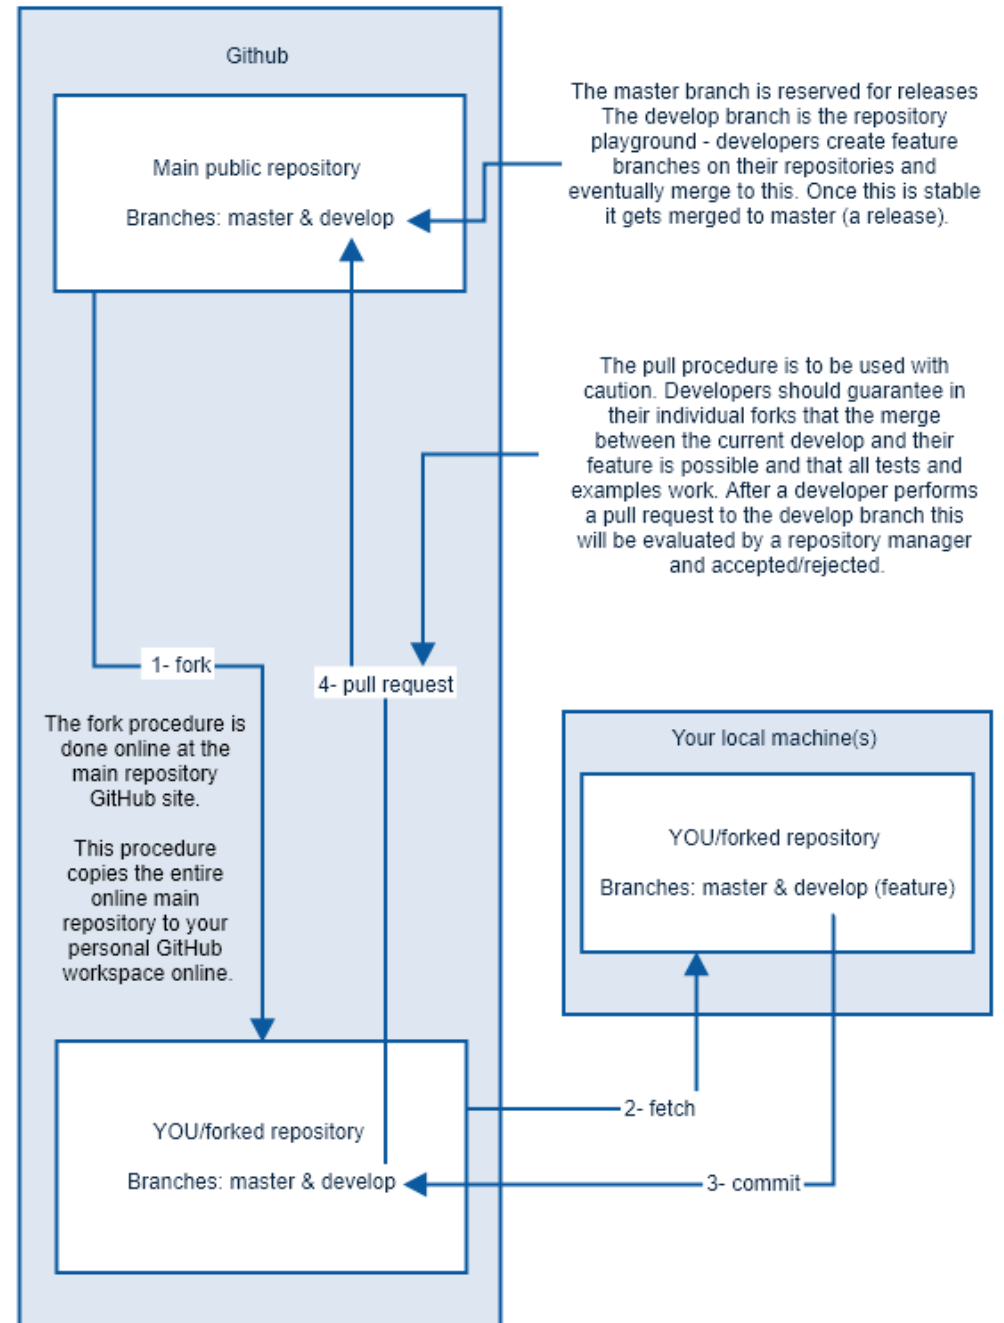 Github
Main public repository
Branches: master & develop
The master branch is reserved for releases
The develop branch is the repository
playground - developers create feature
branches on their repositories and
eventually merge to this. Once this is stable
it gets merged to master (a release).
The pull procedure is to be used with
caution. Developers should guarantee in
their individual forks that the merge
between the current develop and their
feature is possible and that all tests and
examples work. After a developer performs
a pull request to the develop branch this
will be evaluated by a repository manager
and accepted/rejected.
1- fork
4- pull request
The fork procedure is
done online at the
main repository
GitHub site.
This procedure
copies the entire
online main
repository to your
personal GitHub
workspace online.
Your local machine(s)
YOU/forked repository
Branches: master & develop (feature)
2- fetch
3- commit
YOU/forked repository
Branches: master & develop